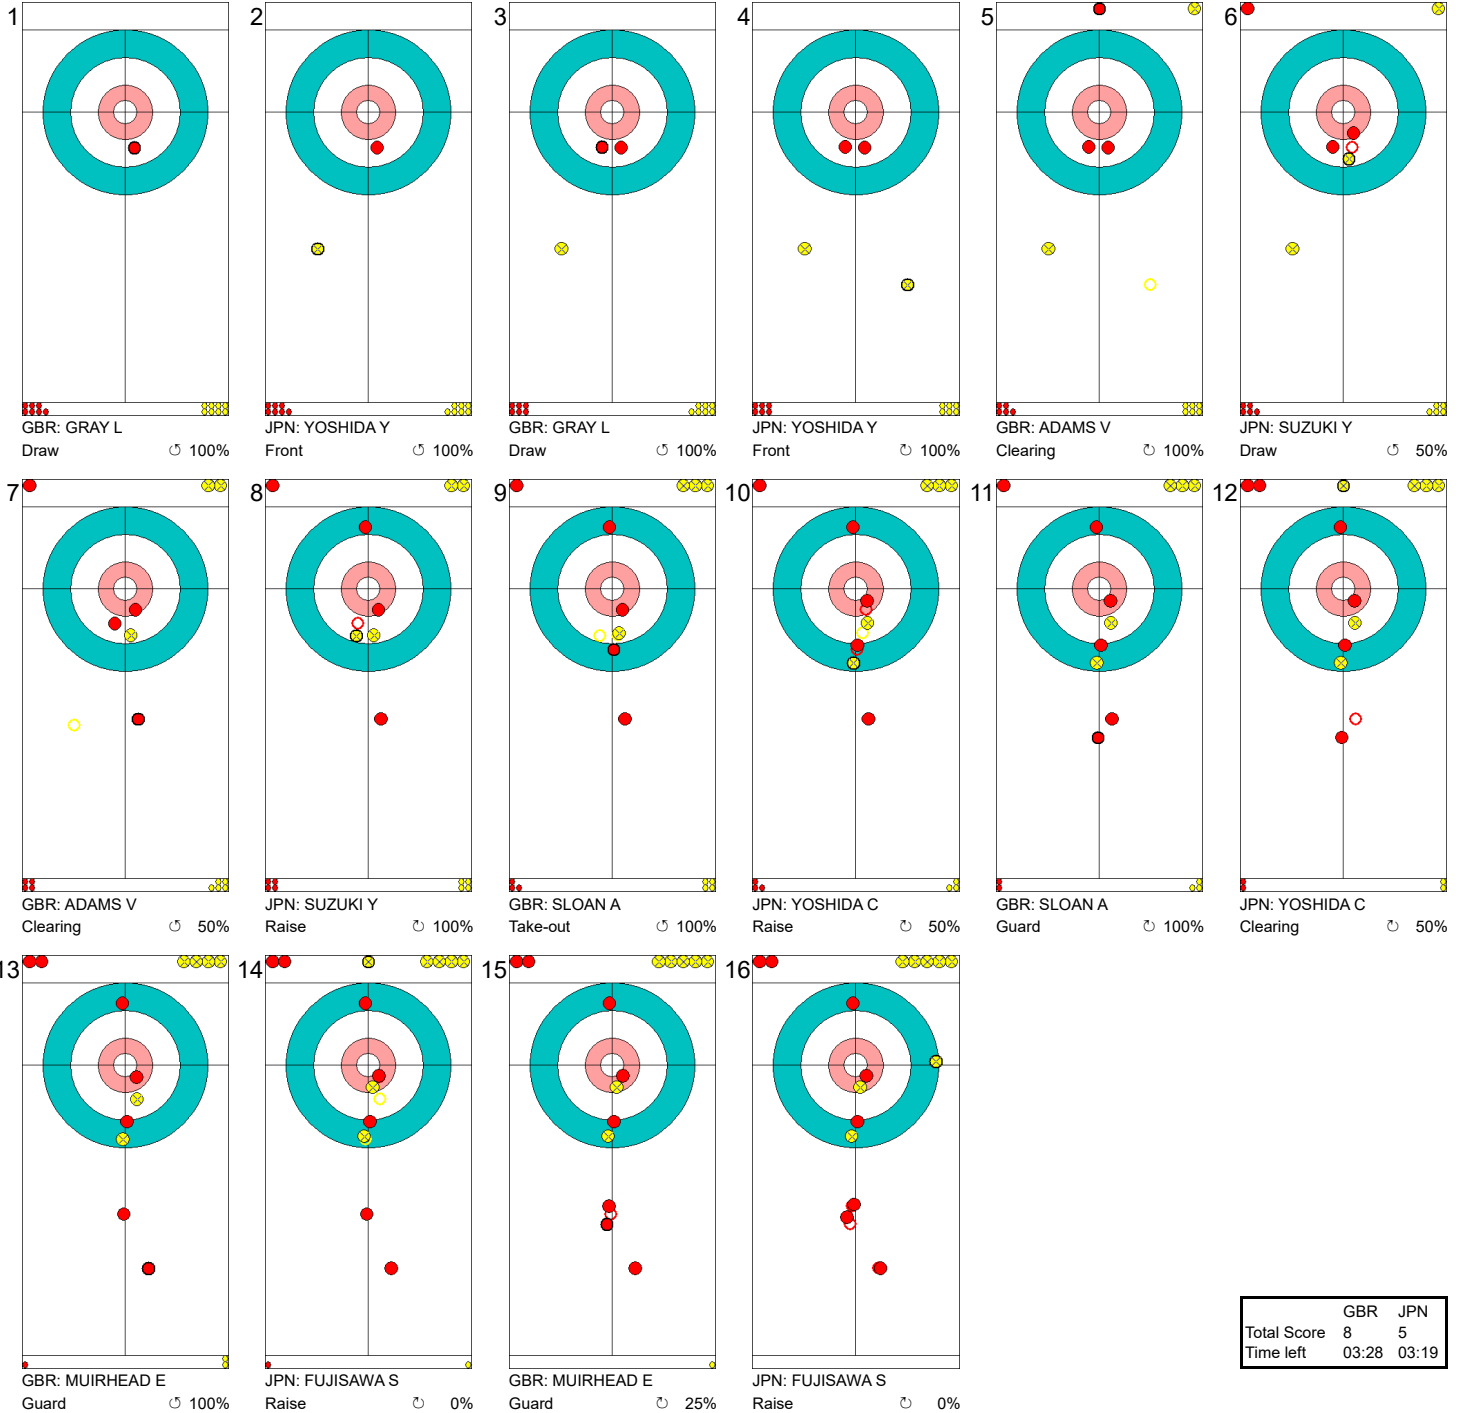 1
2
3
4
5
6
GBR: GRAY L
Draw 100%
JPN: YOSHIDA Y
Front 100%
GBR: GRAY L
Draw 100%
JPN: YOSHIDA Y
Front 100%
GBR: ADAMS V
Clearing 100%
JPN: SUZUKI Y
Draw 50%
7
8
9
10
11
12
GBR: ADAMS V
Clearing 50%
JPN: SUZUKI Y
Raise 100%
GBR: SLOAN A
Take-out 100%
JPN: YOSHIDA C
Raise 50%
GBR: SLOAN A
Guard 100%
JPN: YOSHIDA C
Clearing 50%
13
14
15
16
GBR: MUIRHEAD E
Guard 100%
JPN: FUJISAWA S
Raise 0%
GBR: MUIRHEAD E
Guard 25%
JPN: FUJISAWA S
Raise 0%
GBR JPN
Total Score 8 5
Time left 03:28 03:19